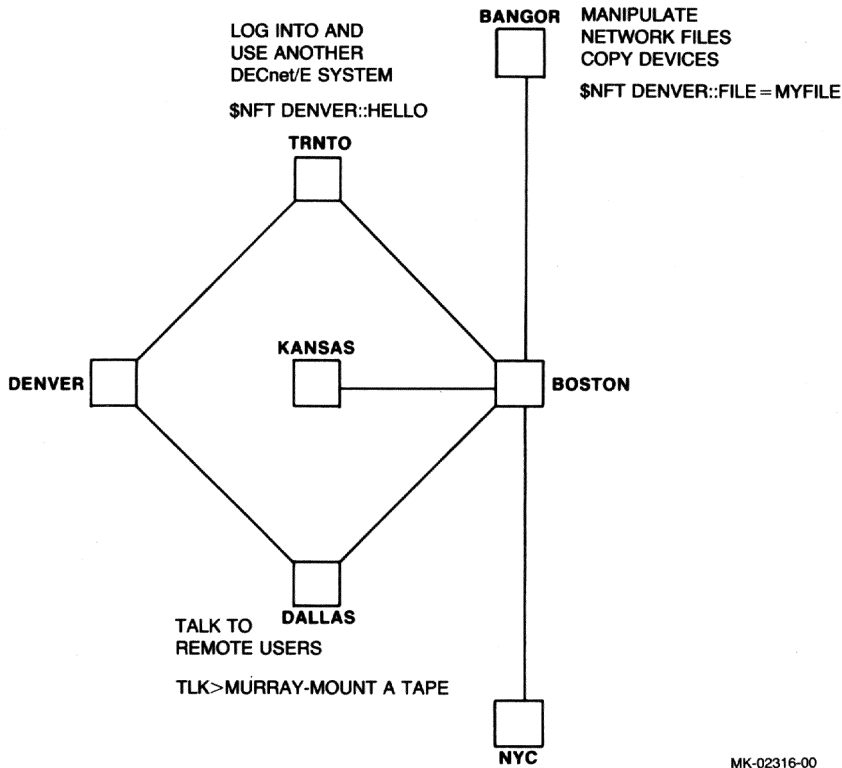 LOG INTO AND
USE ANOTHER
DECnet/E SYSTEM
$NFT DENVER::HELLO
TRNTO
BANGOR
MANIPULATE
NETWORK FILES
COPY DEVICES
$NFT DENVER::FILE=MYFILE
DENVER
KANSAS
BOSTON
DALLAS
TALK TO
REMOTE USERS
TLK>MURRAY-MOUNT A TAPE
NYC
MK-02316-00